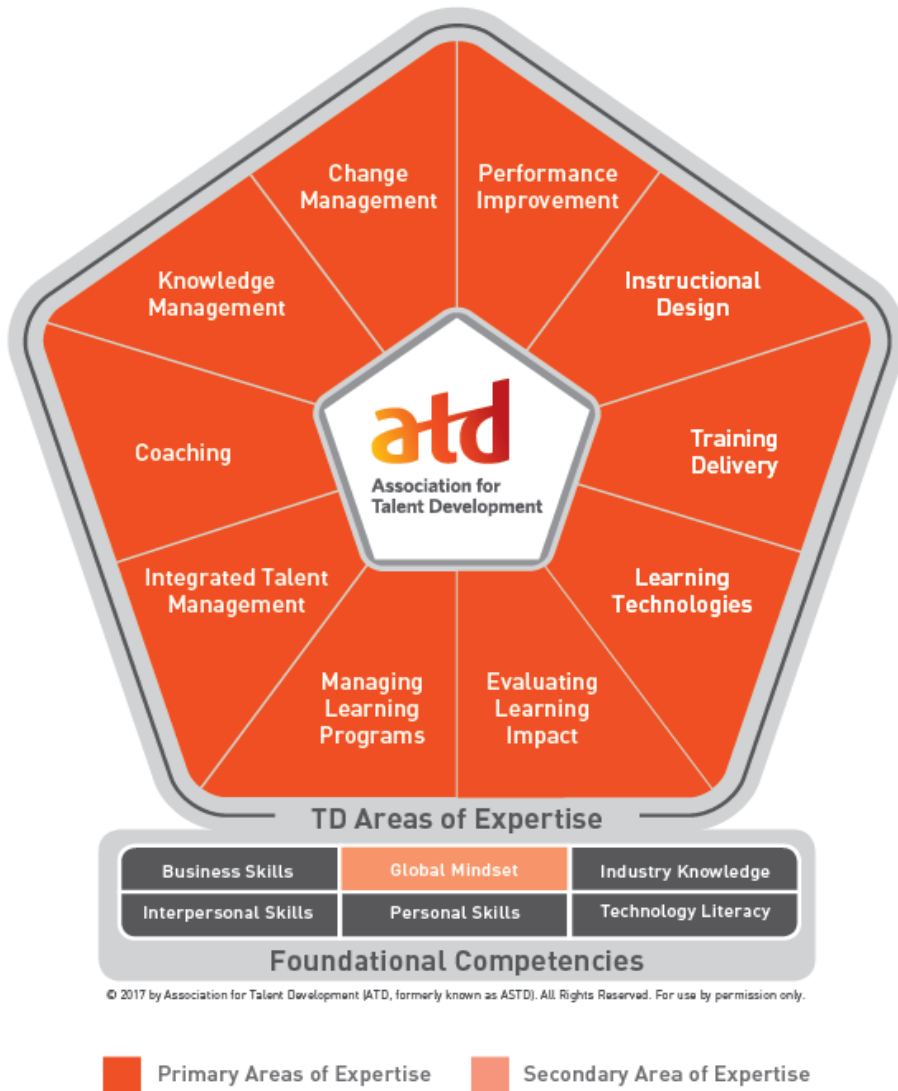 Change
Management
Performance
Improvement
Knowledge
Management
Instructional
Design
Coaching
atd
Association for
Talent Development
Training
Delivery
Integrated Talent
Management
Learning
Technologies
Managing
Learning
Programs
Evaluating
Learning
Impact
TD Areas of Expertise
Business Skills
Global Mindset
Industry Knowledge
Interpersonal Skills
Personal Skills
Technology Literacy
Foundational Competencies
© 2017 by Association for Talent Development (ATD, formerly known as ASTD). All Rights Reserved. For use by permission only.
Primary Areas of Expertise
Secondary Area of Expertise